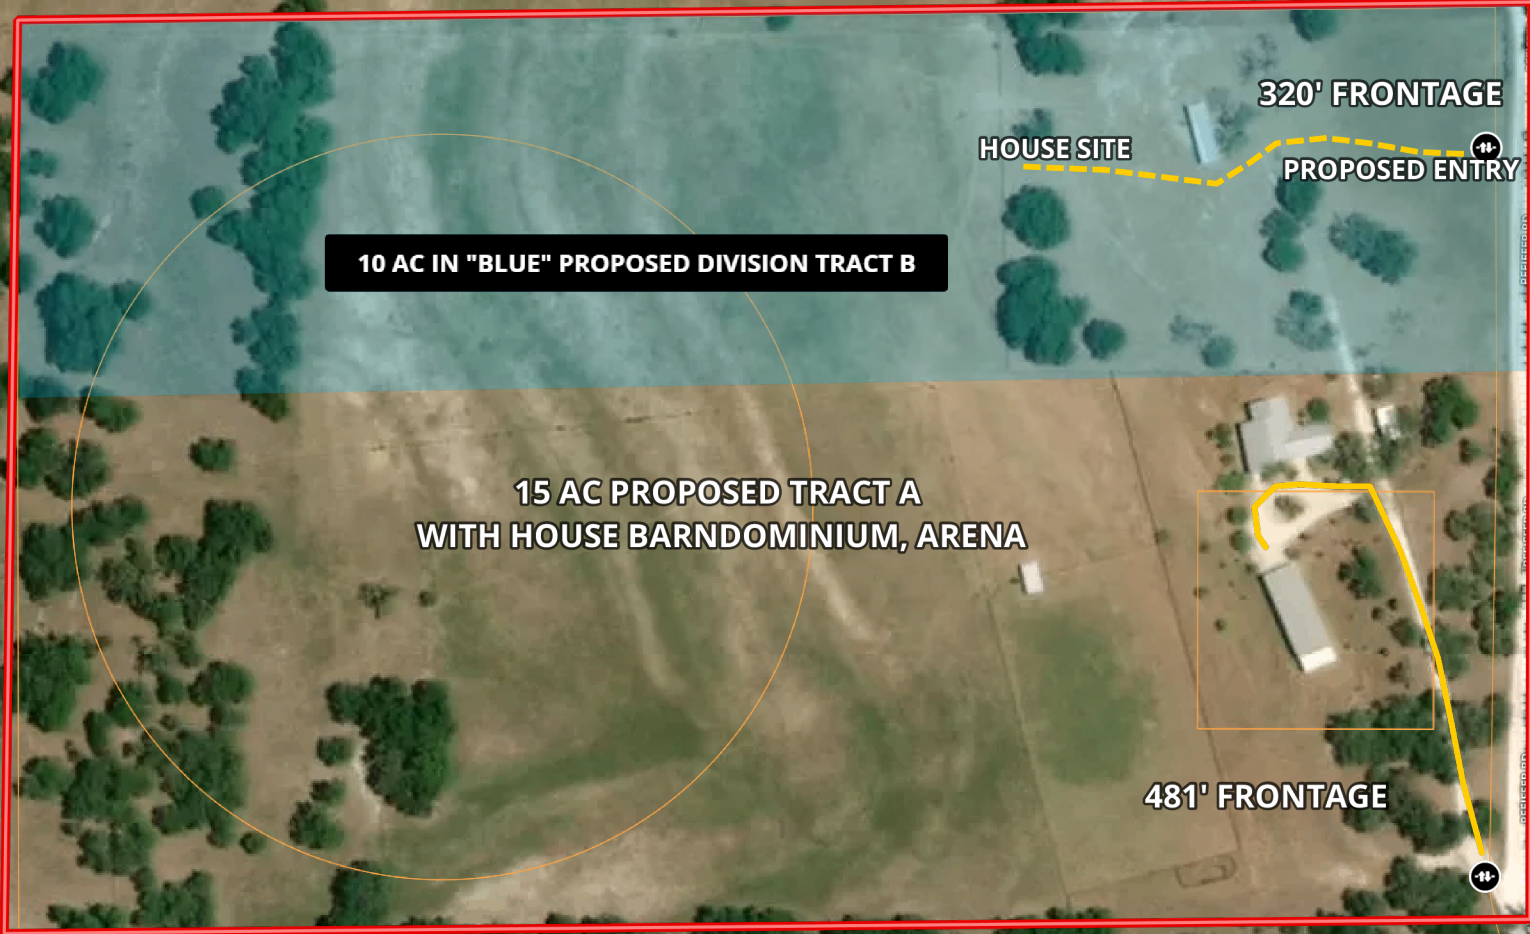 320' FRONTAGE
HOUSE SITE
PROPOSED ENTRY
10 AC IN "BLUE" PROPOSED DIVISION TRACT B
15 AC PROPOSED TRACT A
WITH HOUSE BARNDOMINIUM, ARENA
481' FRONTAGE